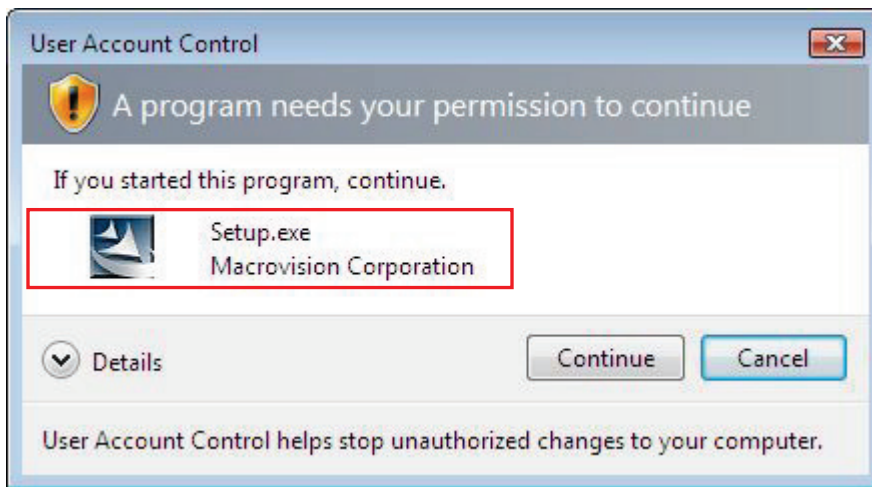 User Account Control
A program needs your permission to continue
If you started this program, continue.
Setup.exe
Macrovision Corporation
Details
Continue
Cancel
User Account Control helps stop unauthorized changes to your computer.